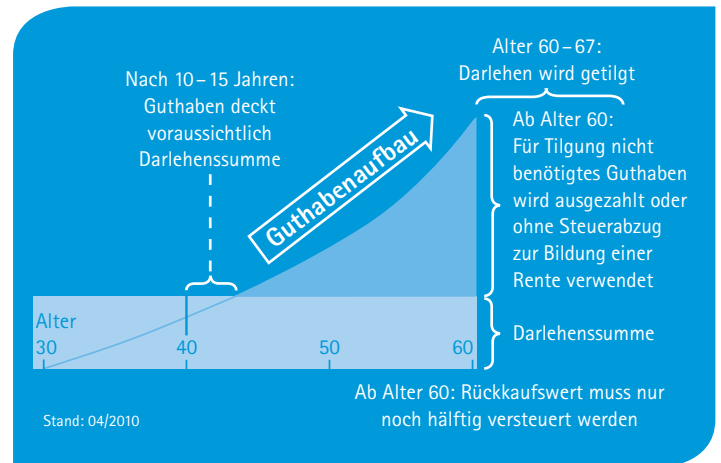 Nach 10 – 15 Jahren:
Guthaben deckt
voraussichtlich
Darlehenssumme
Guthabenaufbau
Alter 60 – 67:
Darlehen wird getilgt
Ab Alter 60:
Für Tilgung nicht
benötigtes Guthaben
wird ausgezahlt oder
ohne Steuerabzug
zur Bildung einer
Rente verwendet
Darlehenssumme
Alter
30 40 50 60
Ab Alter 60: Rückkaufswert muss nur
noch hälftig versteuert werden
Stand: 04/2010